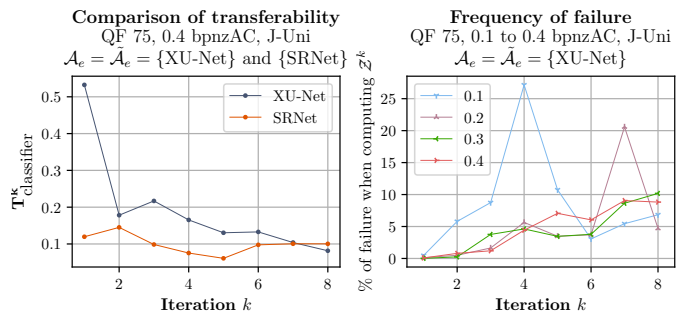 Comparison of transferability
QF 75, 0.4 bpnzAC, J-Uni
𝒜ₑ = 𝒜̃ₑ = {XU-Net} and {SRNet}
T^k_classifier
0.5
0.4
0.3
0.2
0.1
XU-Net
SRNet
2
4
6
8
Iteration k
Frequency of failure
QF 75, 0.1 to 0.4 bpnzAC, J-Uni
𝒜ₑ = 𝒜̃ₑ = {XU-Net}
% of failure when computing 𝒵^k
25
20
15
10
5
0
0.1
0.2
0.3
0.4
2
4
6
8
Iteration k